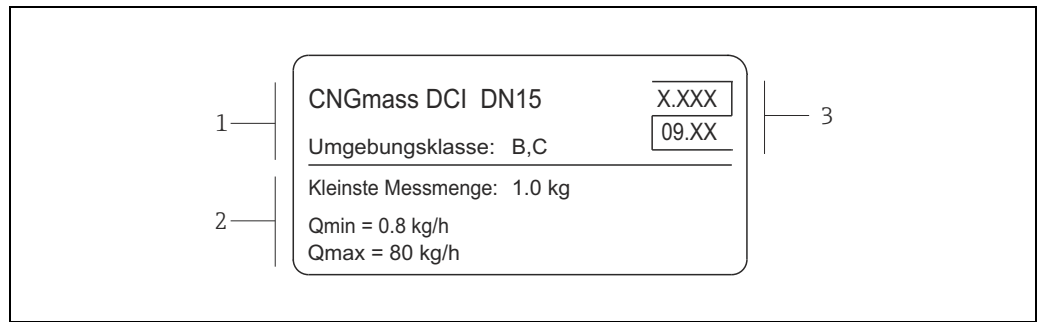 CNGmass DCI DN15
X.XXX
09.XX
Umgebungsklasse: B,C
Kleinste Messmenge: 1.0 kg
Qmin = 0.8 kg/h
Qmax = 80 kg/h
1
2
3